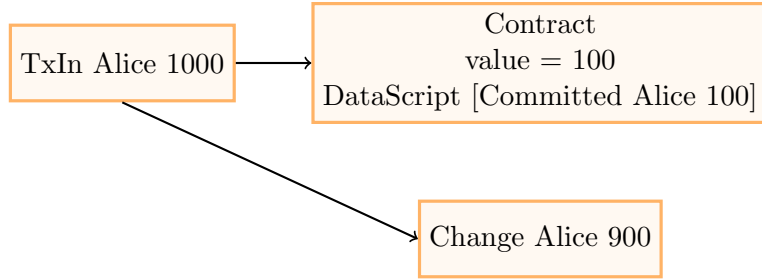 TxIn Alice 1000
Contract
value = 100
DataScript [Committed Alice 100]
Change Alice 900